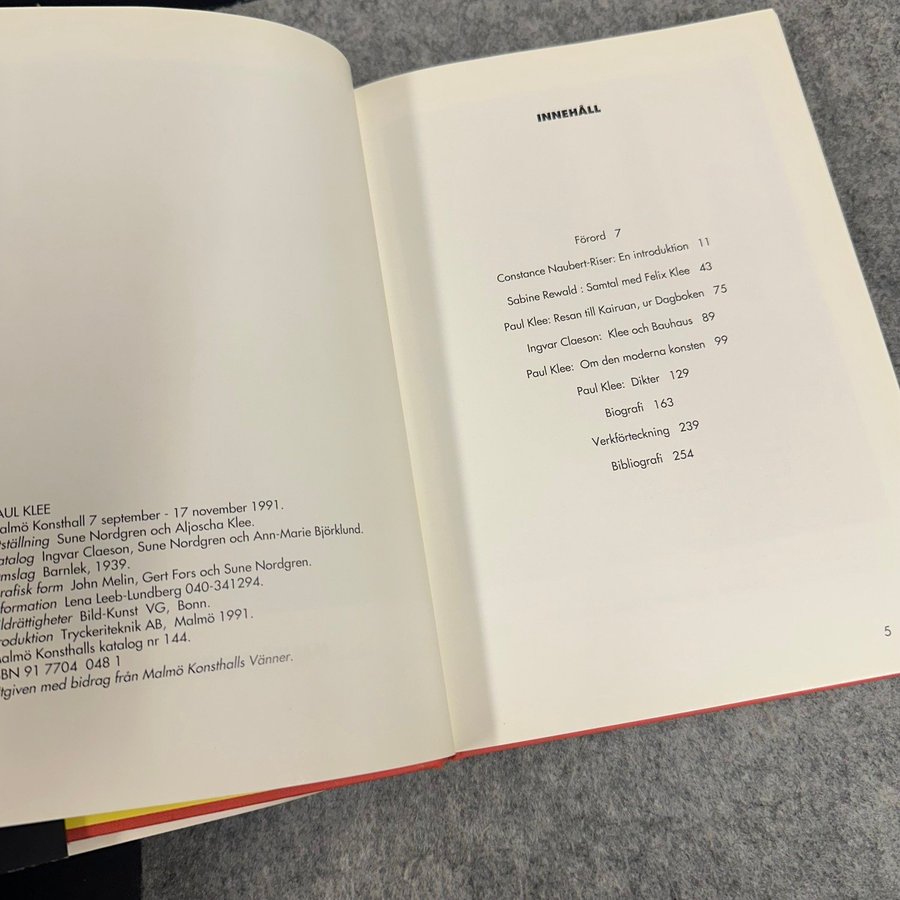 AUL KLEE
almö Konsthall 7 september - 17 november 1991.
tställning Sune Nordgren och Aljoscha Klee.
atalog Ingvar Claeson, Sune Nordgren och Ann-Marie Björklund.
mslag Barnlek, 1939.
rafisk form John Melin, Gert Fors och Sune Nordgren.
formation Lena Leeb-Lundberg 040-341294.
ldrättigheter Bild-Kunst VG, Bonn.
roduktion Tryckeriteknik AB, Malmö 1991.
almö Konsthalls katalog nr 144.
BN 91 7704 048 1
tgiven med bidrag från Malmö Konsthalls Vänner.
INNEHÅLL
Förord 7
Constance Naubert-Riser: En introduktion 11
Sabine Rewald : Samtal med Felix Klee 43
Paul Klee: Resan till Kairuan, ur Dagboken 75
Ingvar Claeson: Klee och Bauhaus 89
Paul Klee: Om den moderna konsten 99
Paul Klee: Dikter 129
Biografi 163
Verkförteckning 239
Bibliografi 254
5